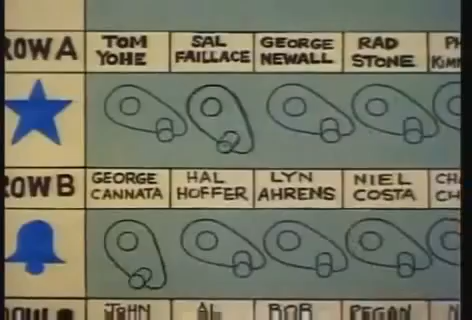 ROW A
TOM YOHE
SAL FAILLACE
GEORGE NEWALL
RAD STONE
ROW B
GEORGE CANNATA
HAL HOFFER
LYN AHRENS
NIEL COSTA
JOHN
AL
BOB